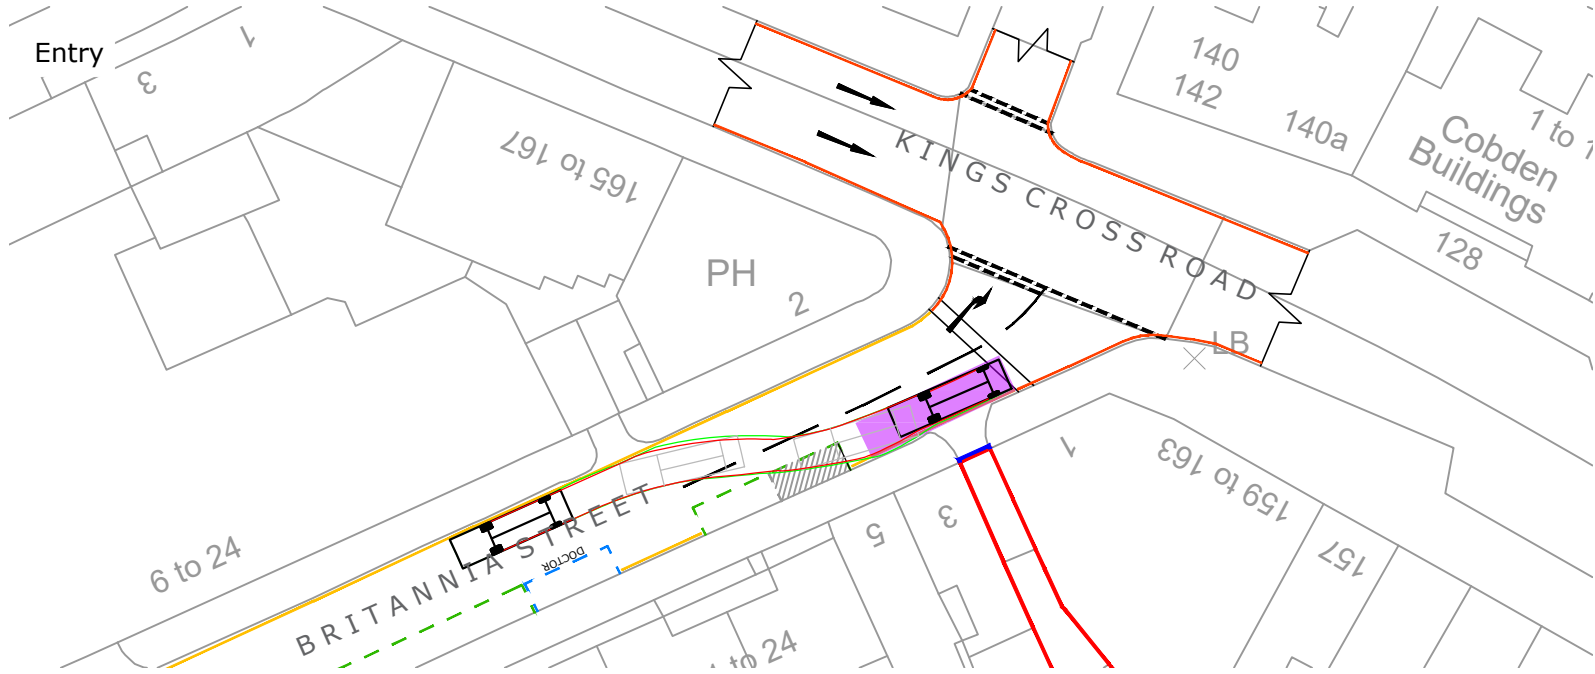 Entry
1
3
140
142
140a
1 to 1
Cobden
Buildings
165 to 167
KINGS CROSS ROAD
128
PH
2
LB
6 to 24
BRITANNIA STREET
DOCTOR
5
3
1
159 to 163
157
to 24